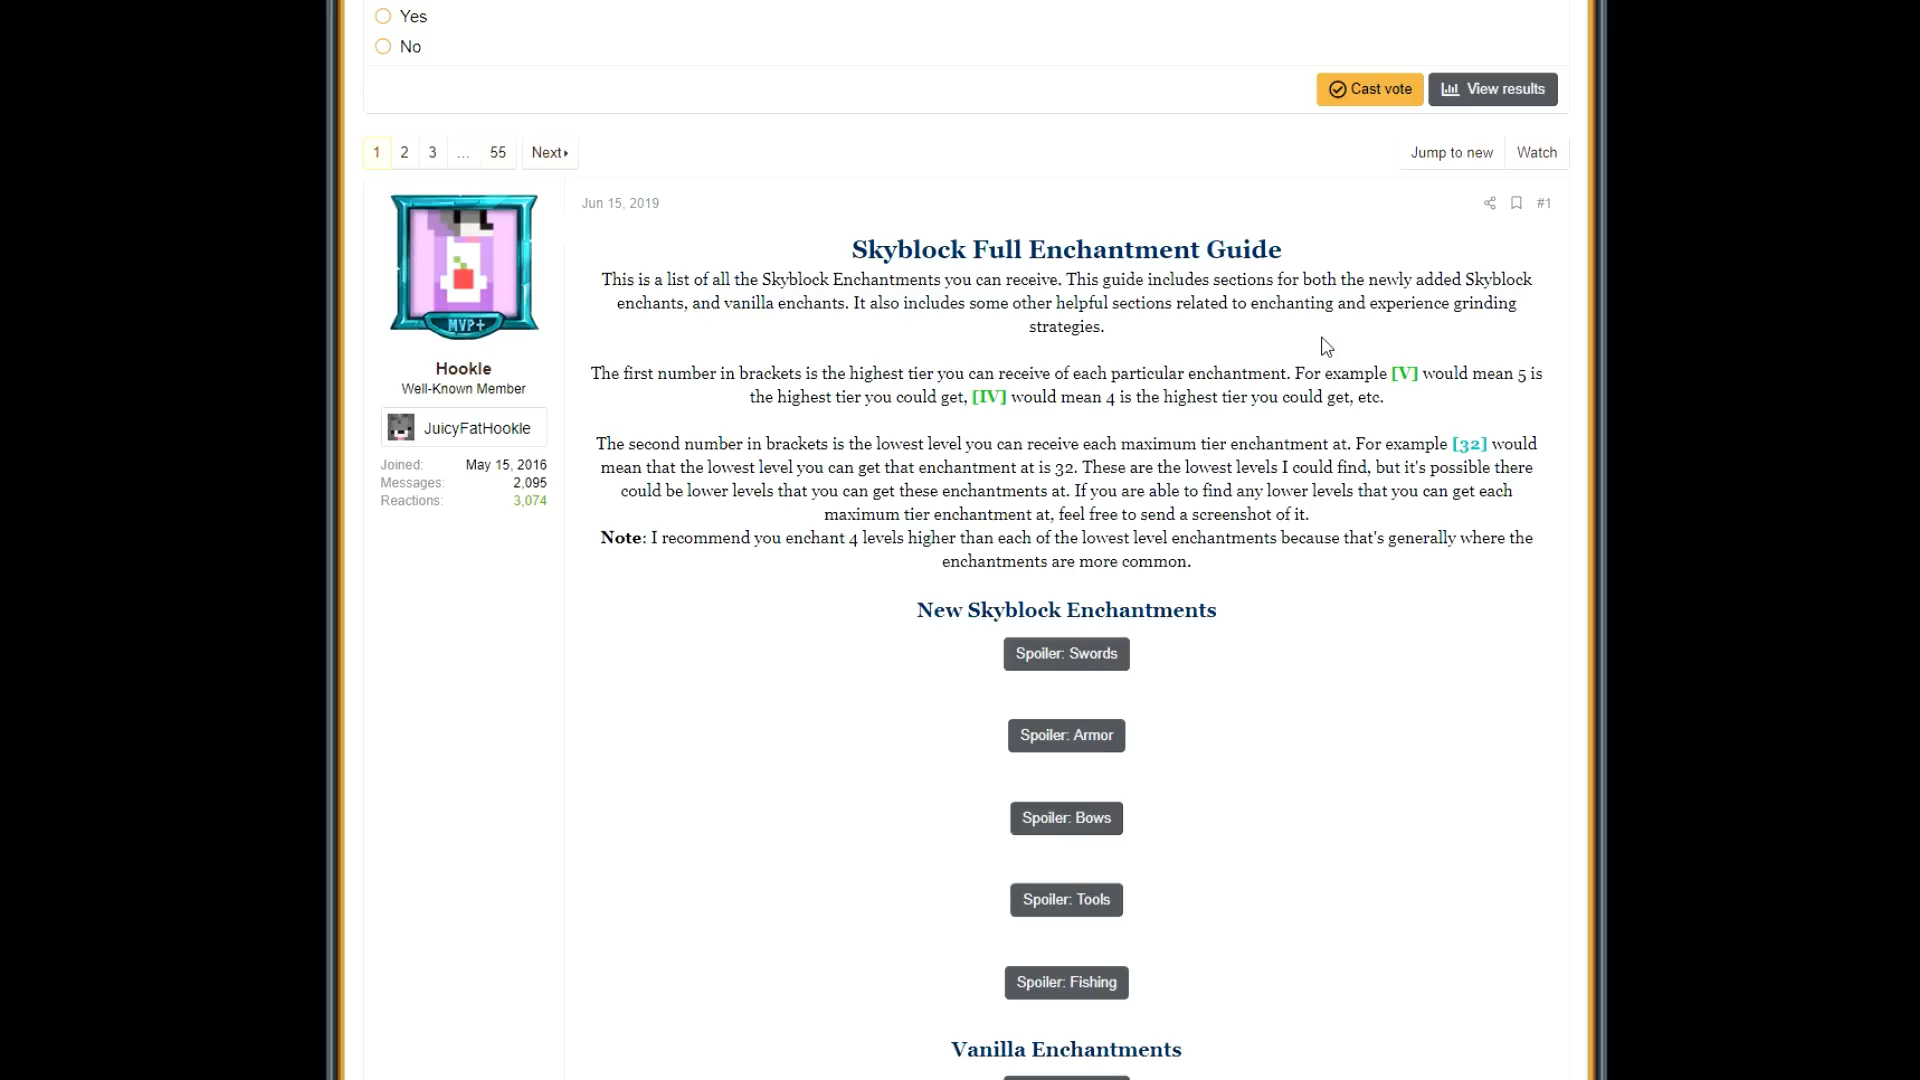 Yes
No
Cast vote
View results
1 2 3 ... 55 Next
Jump to new Watch
MVP+
Hookle
Well-Known Member
JuicyFatHookle
Joined: May 15, 2016
Messages: 2,095
Reactions: 3,074
Jun 15, 2019
#1
Skyblock Full Enchantment Guide
This is a list of all the Skyblock Enchantments you can receive. This guide includes sections for both the newly added Skyblock
enchants, and vanilla enchants. It also includes some other helpful sections related to enchanting and experience grinding
strategies.
The first number in brackets is the highest tier you can receive of each particular enchantment. For example [V] would mean 5 is
the highest tier you could get, [IV] would mean 4 is the highest tier you could get, etc.
The second number in brackets is the lowest level you can receive each maximum tier enchantment at. For example [32] would
mean that the lowest level you can get that enchantment at is 32. These are the lowest levels I could find, but it's possible there
could be lower levels that you can get these enchantments at. If you are able to find any lower levels that you can get each
maximum tier enchantment at, feel free to send a screenshot of it.
Note: I recommend you enchant 4 levels higher than each of the lowest level enchantments because that's generally where the
enchantments are more common.
New Skyblock Enchantments
Spoiler: Swords
Spoiler: Armor
Spoiler: Bows
Spoiler: Tools
Spoiler: Fishing
Vanilla Enchantments